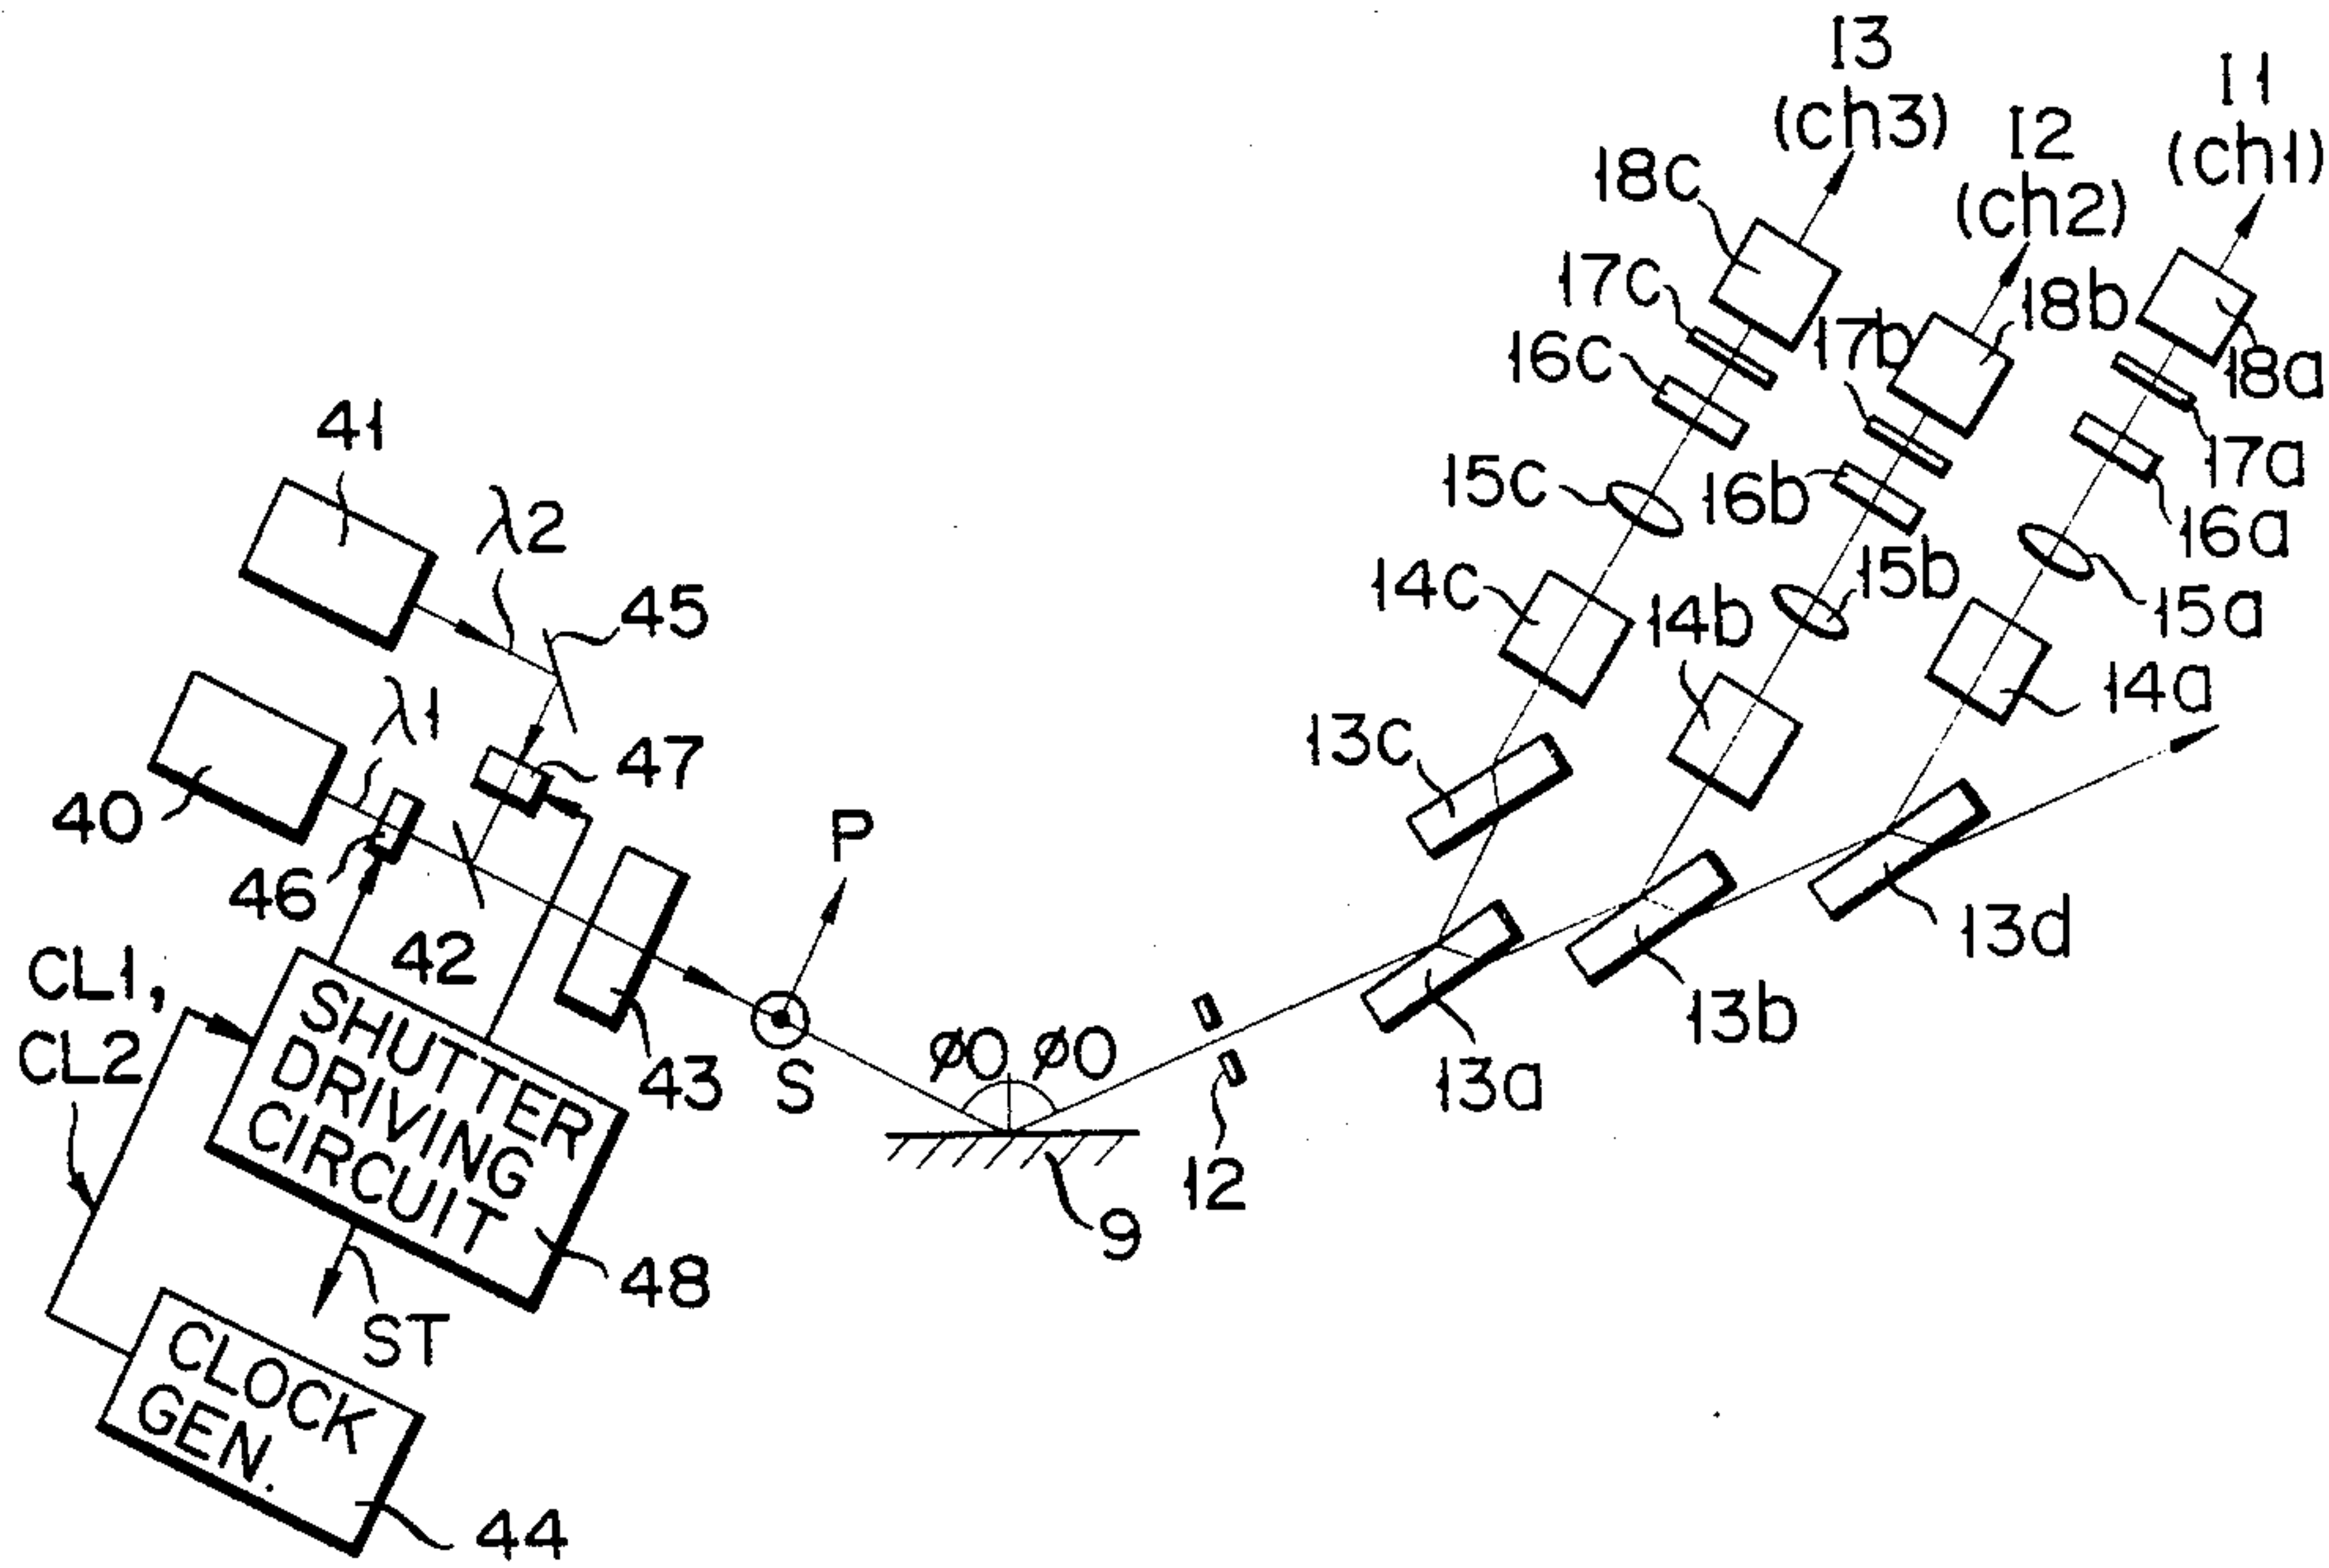 I3
(ch3)
I2
(ch2)
I1
(ch1)
18c
17c
16c
15c
14c
13c
18b
17b
16b
15b
14b
18a
17a
16a
15a
14a
13d
13b
13a
41
λ2
45
λ1
47
40
46
42
P
43
S
φ0 φ0
12
9
CL1,
CL2
SHUTTER
DRIVING
CIRCUIT
48
ST
CLOCK
GEN.
44